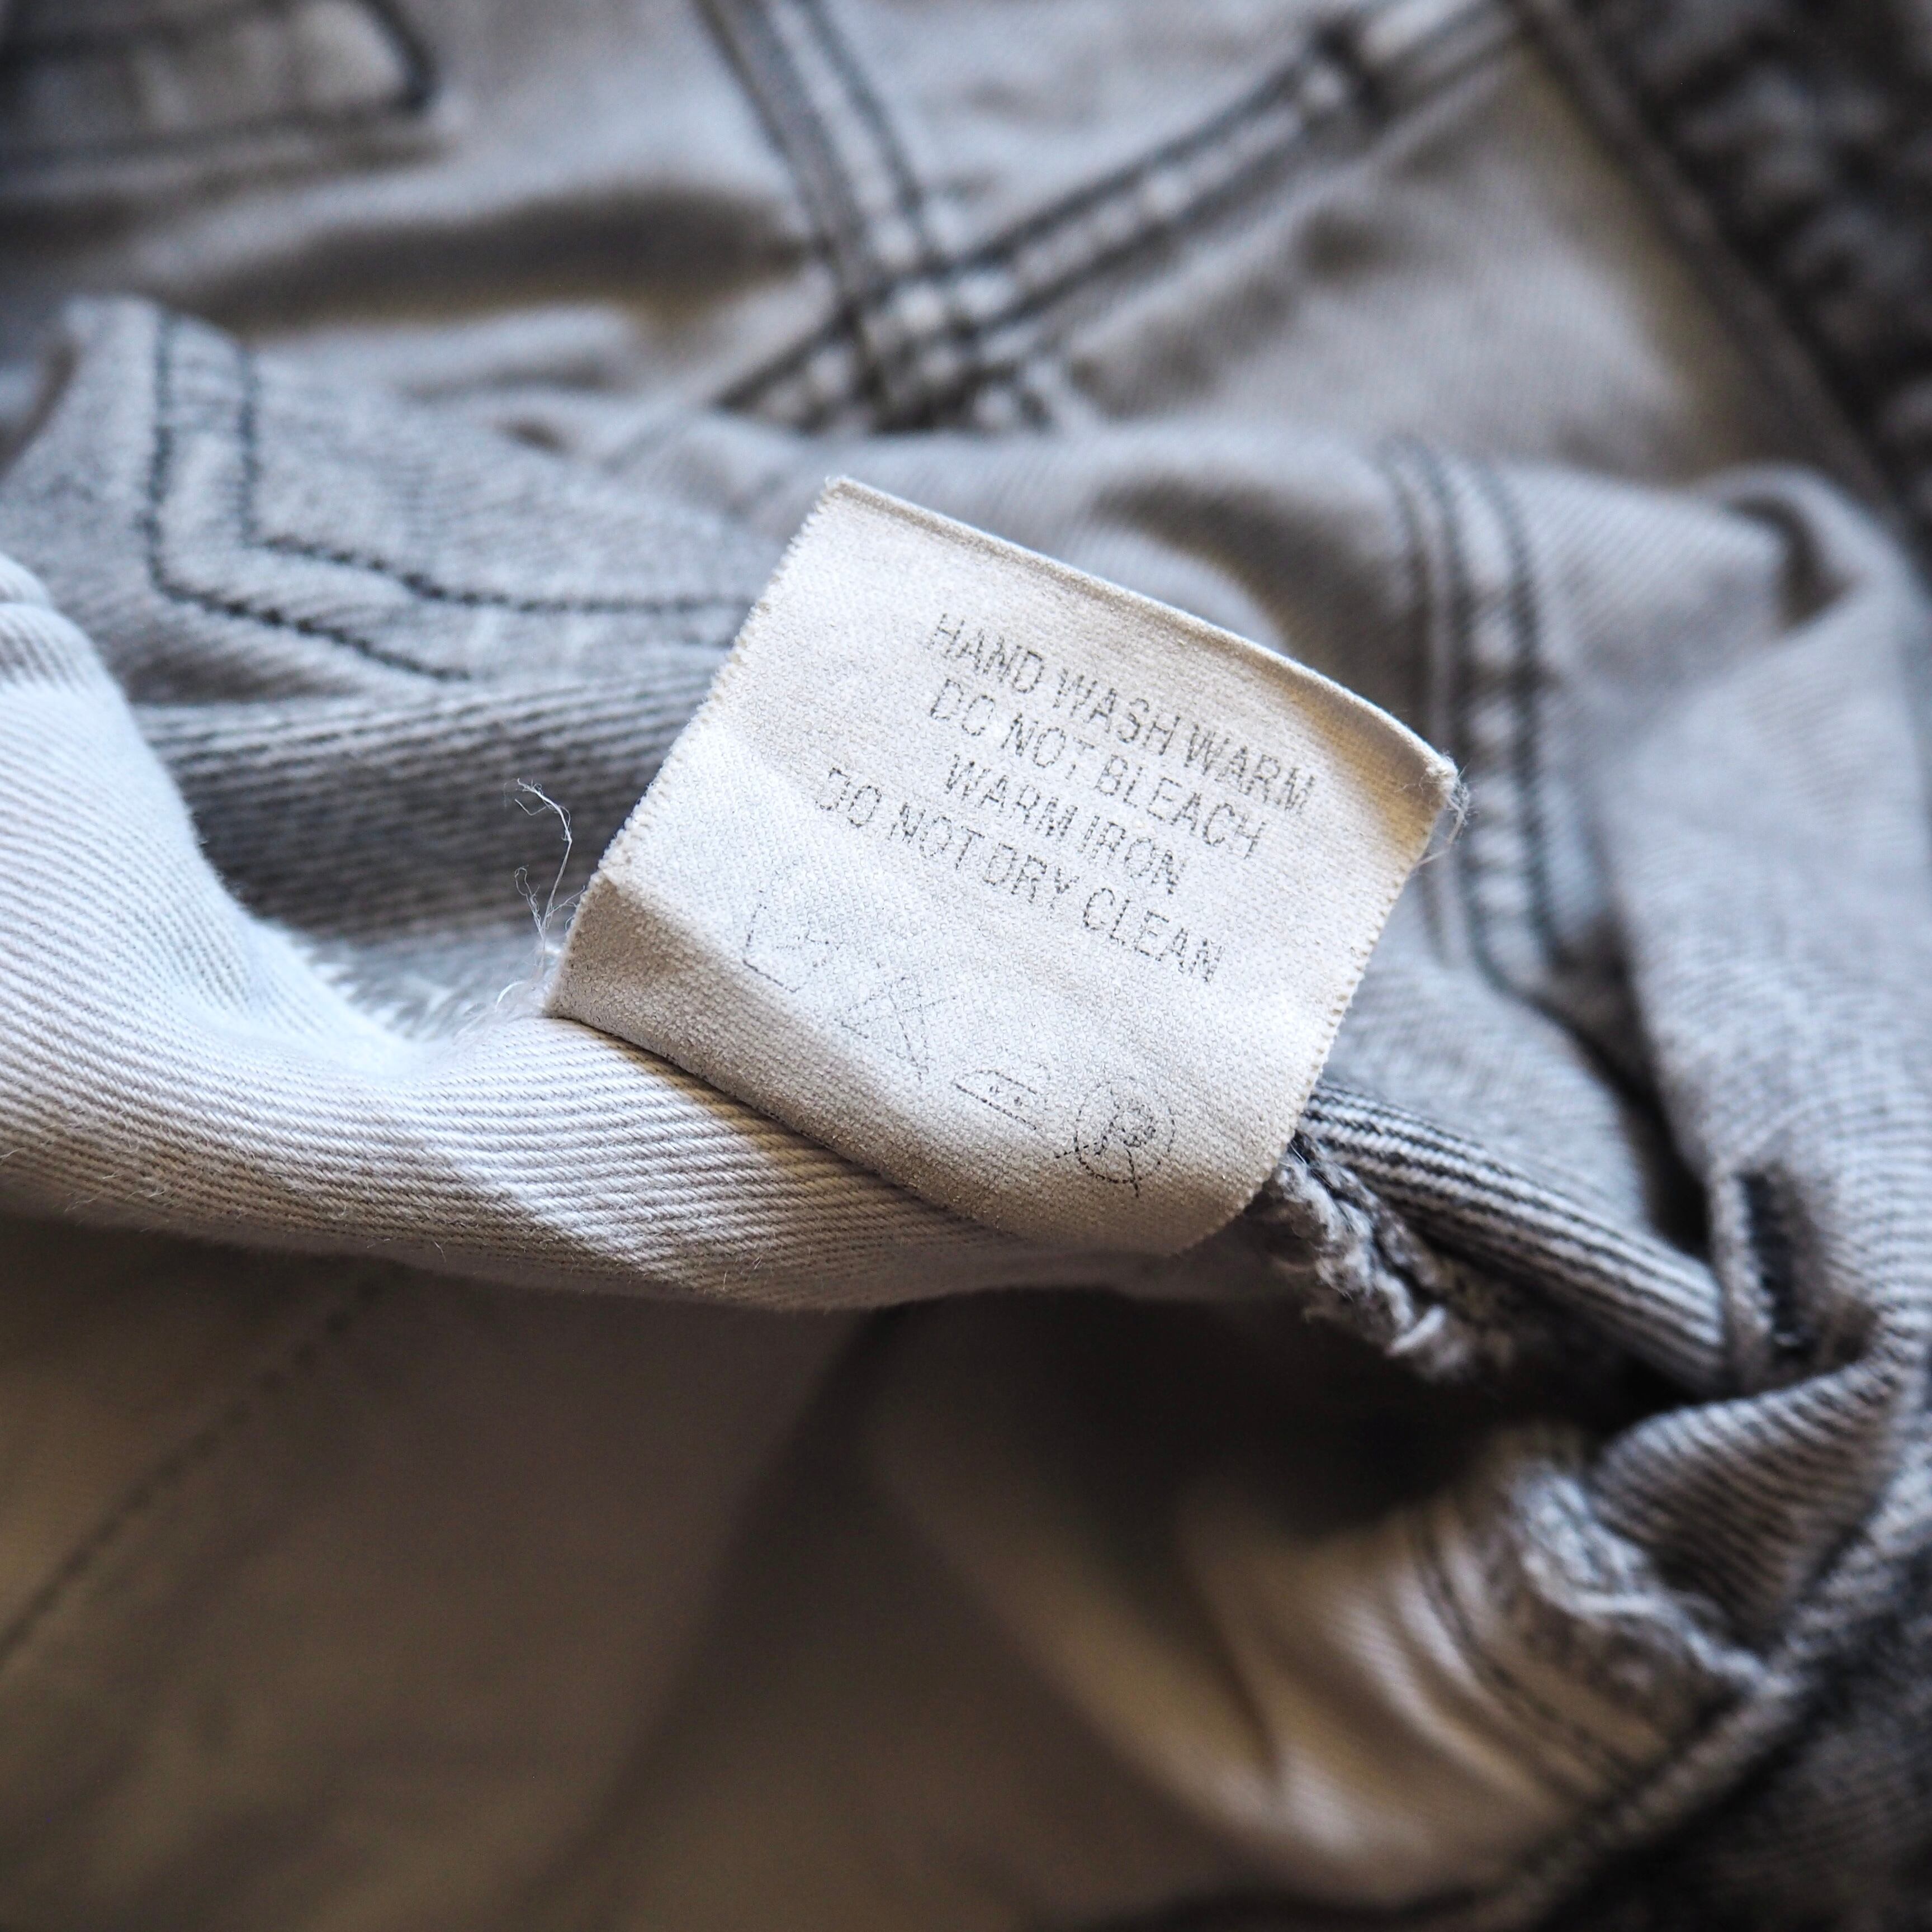 HAND WASH WARM
DO NOT BLEACH
WARM IRON
DO NOT DRY CLEAN